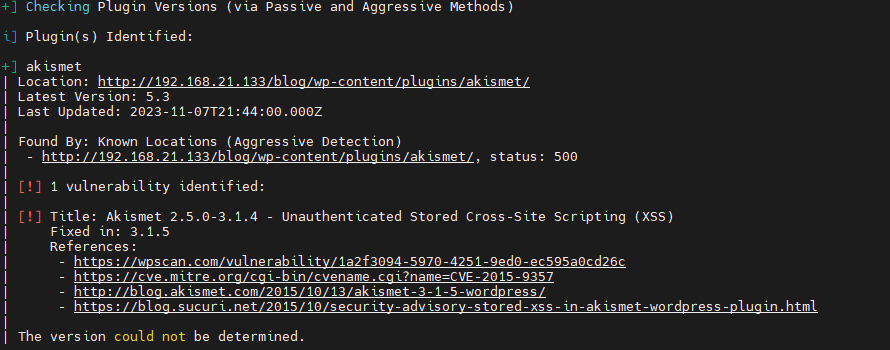 +] Checking Plugin Versions (via Passive and Aggressive Methods)
i] Plugin(s) Identified:
+] akismet
| Location: http://192.168.21.133/blog/wp-content/plugins/akismet/
| Latest Version: 5.3
| Last Updated: 2023-11-07T21:44:00.000Z
|
| Found By: Known Locations (Aggressive Detection)
|  - http://192.168.21.133/blog/wp-content/plugins/akismet/, status: 500
|
| [!] 1 vulnerability identified:
|
| [!] Title: Akismet 2.5.0-3.1.4 - Unauthenticated Stored Cross-Site Scripting (XSS)
|     Fixed in: 3.1.5
|     References:
|      - https://wpscan.com/vulnerability/1a2f3094-5970-4251-9ed0-ec595a0cd26c
|      - https://cve.mitre.org/cgi-bin/cvename.cgi?name=CVE-2015-9357
|      - http://blog.akismet.com/2015/10/13/akismet-3-1-5-wordpress/
|      - https://blog.sucuri.net/2015/10/security-advisory-stored-xss-in-akismet-wordpress-plugin.html
|
| The version could not be determined.